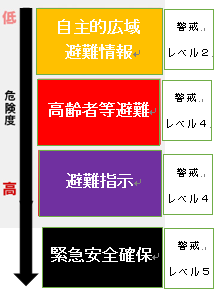 低
危険度
高
自主的広域
避難情報
警戒
レベル２
高齢者等避難
警戒
レベル４
避難指示
警戒
レベル４
緊急安全確保
警戒
レベル５